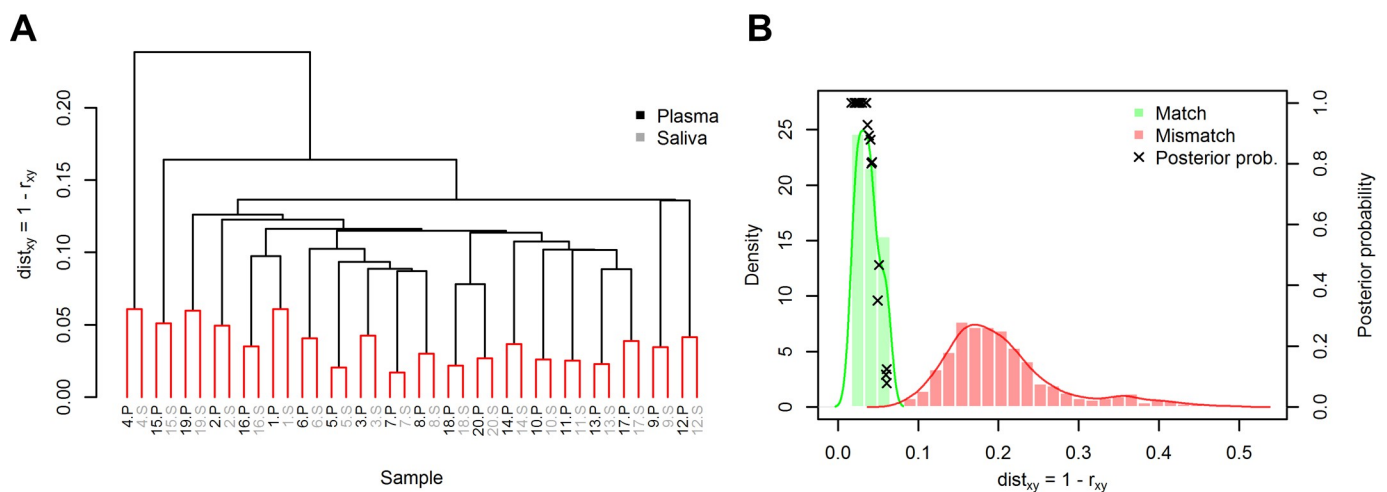 A
B
0.20
0.15
0.10
0.05
0.00
dist_xy = 1 - r_xy
Plasma
Saliva
4.P 4.S 15.P 15.S 19.P 19.S 2.P 2.S 16.P 16.S 1.P 1.S 6.P 6.S 5.P 5.S 3.P 3.S 7.P 7.S 8.P 8.S 18.P 18.S 20.P 20.S 14.P 14.S 10.P 10.S 11.P 11.S 13.P 13.S 17.P 17.S 9.P 9.S 12.P 12.S
Sample
25
20
15
10
5
0
Density
Match
Mismatch
Posterior prob.
1.0
0.8
0.6
0.4
0.2
0.0
Posterior probability
0.0 0.1 0.2 0.3 0.4 0.5
dist_xy = 1 - r_xy